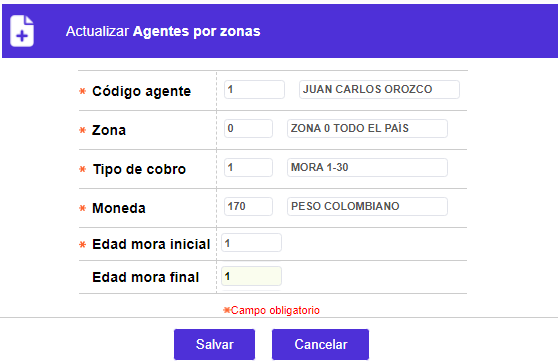 Actualizar Agentes por zonas
* Código agente 1 JUAN CARLOS OROZCO
* Zona 0 ZONA 0 TODO EL PAÍS
* Tipo de cobro 1 MORA 1-30
* Moneda 170 PESO COLOMBIANO
* Edad mora inicial 1
Edad mora final 1
*Campo obligatorio
Salvar Cancelar